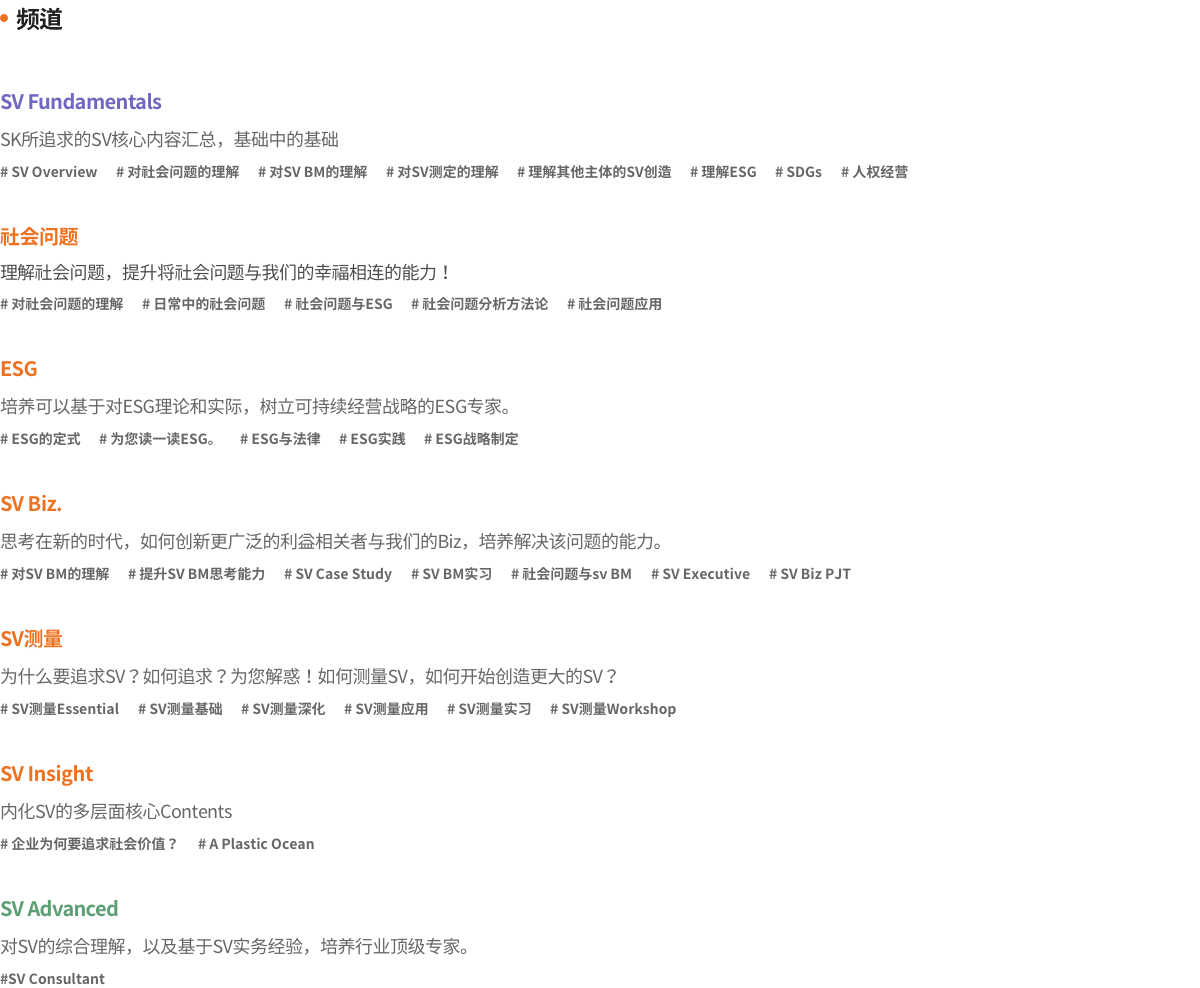 • 频道
SV Fundamentals
SK所追求的SV核心内容汇总，基础中的基础
# SV Overview # 对社会问题的理解 # 对SV BM的理解 # 对SV测定的理解 # 理解其他主体的SV创造 # 理解ESG # SDGs # 人权经营
社会问题
理解社会问题，提升将社会问题与我们的幸福相连的能力！
# 对社会问题的理解 # 日常中的社会问题 # 社会问题与ESG # 社会问题分析方法论 # 社会问题应用
ESG
培养可以基于对ESG理论和实际，树立可持续经营战略的ESG专家。
# ESG的定式 # 为您读一读ESG。 # ESG与法律 # ESG实践 # ESG战略制定
SV Biz.
思考在新的时代，如何创新更广泛的利益相关者与我们的Biz，培养解决该问题的能力。
# 对SV BM的理解 # 提升SV BM思考能力 # SV Case Study # SV BM实习 # 社会问题与sv BM # SV Executive # SV Biz PJT
SV测量
为什么要追求SV？如何追求？为您解惑！如何测量SV，如何开始创造更大的SV？
# SV测量Essential # SV测量基础 # SV测量深化 # SV测量应用 # SV测量实习 # SV测量Workshop
SV Insight
内化SV的多层面核心Contents
# 企业为何要追求社会价值？ # A Plastic Ocean
SV Advanced
对SV的综合理解，以及基于SV实务经验，培养行业顶级专家。
#SV Consultant